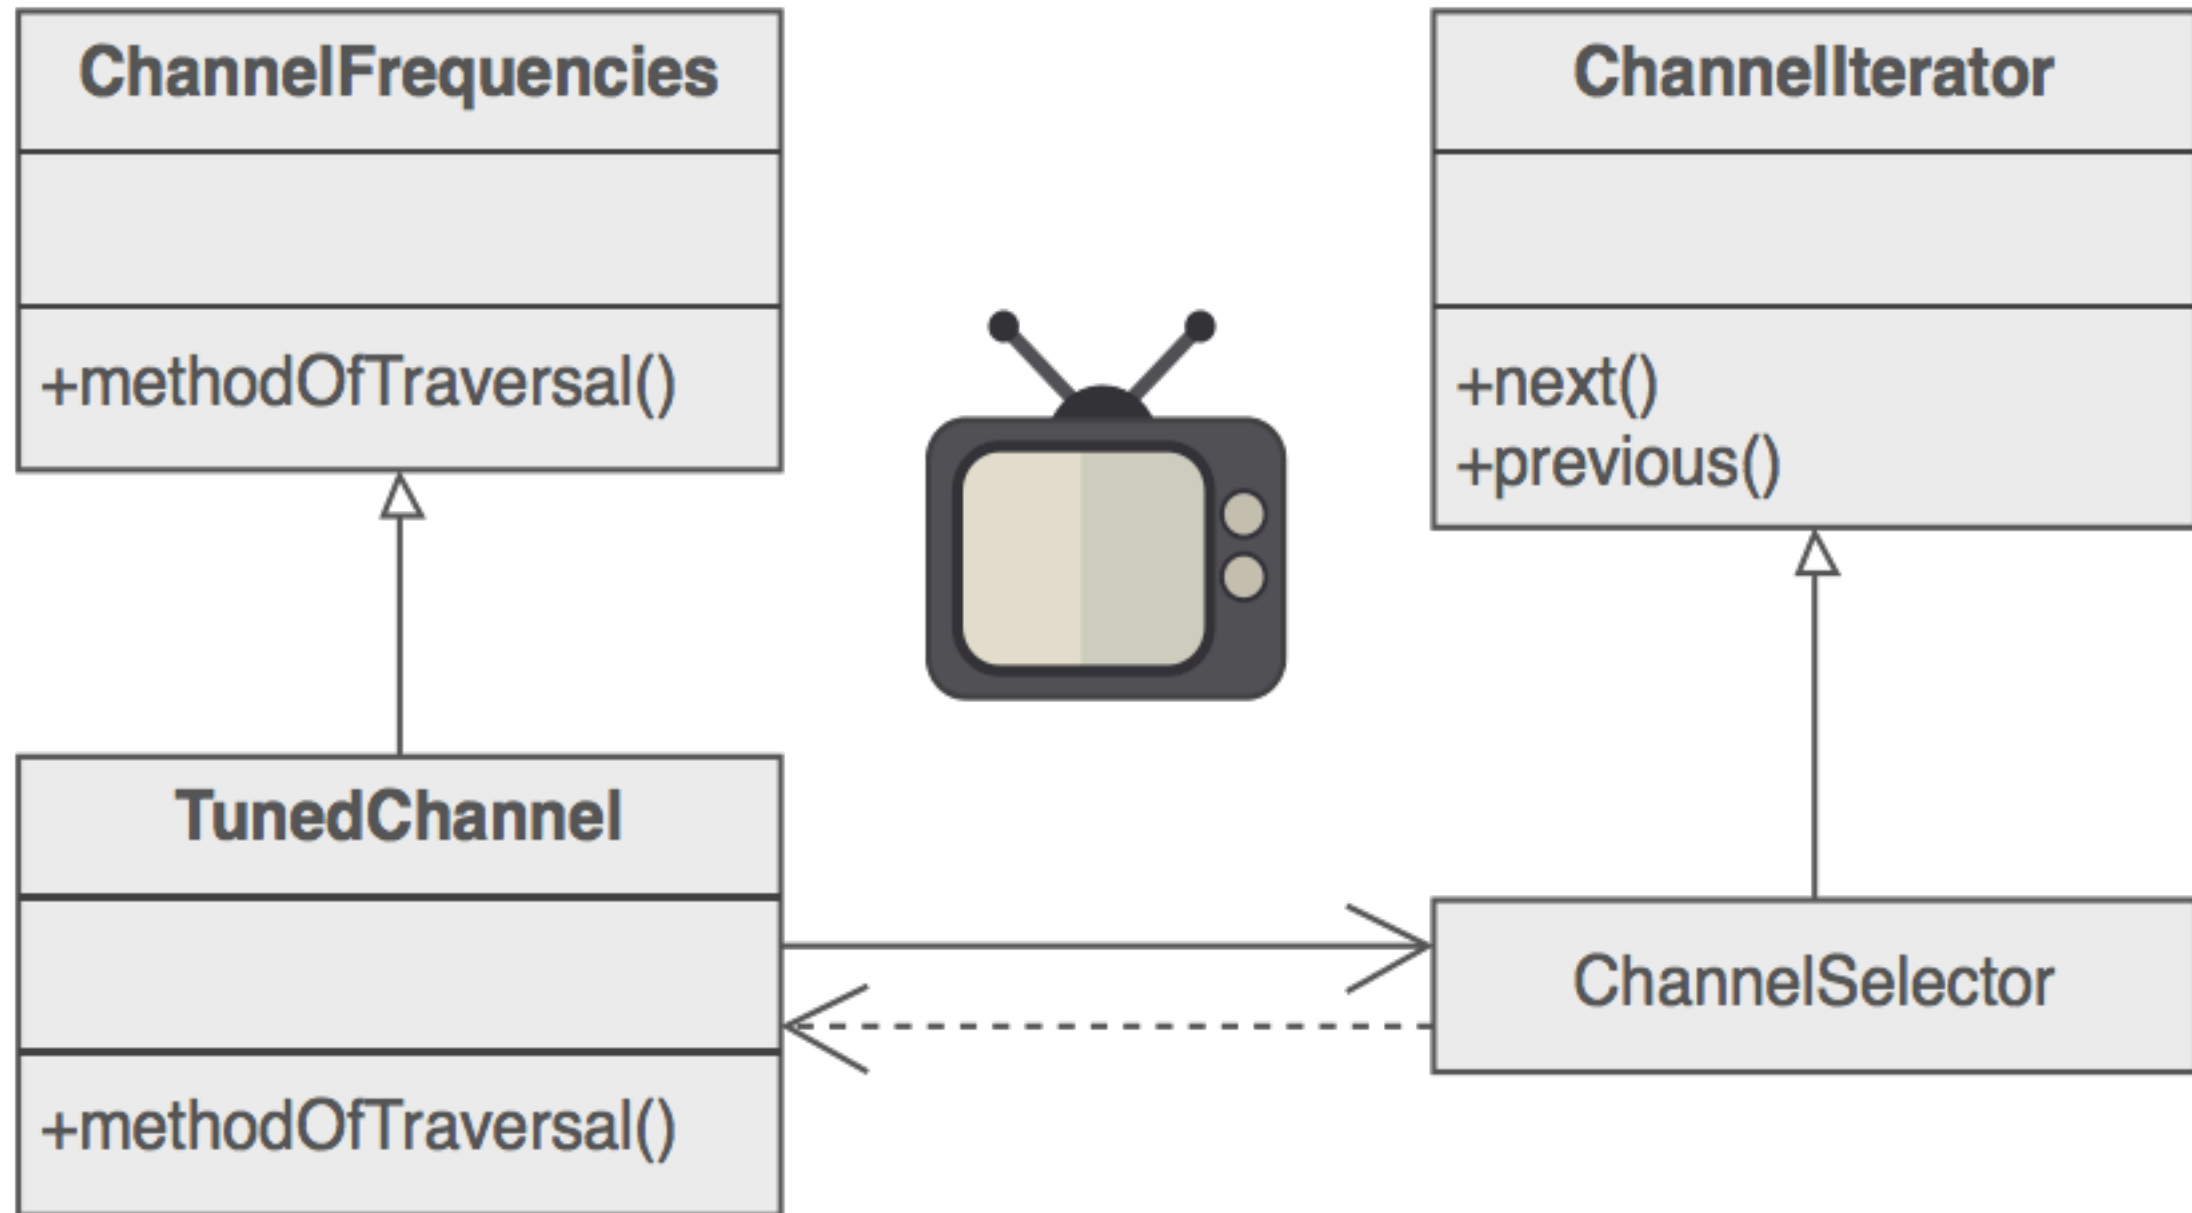 ChannelFrequencies
+methodOfTraversal()
ChannelIterator
+next()
+previous()
TunedChannel
+methodOfTraversal()
ChannelSelector